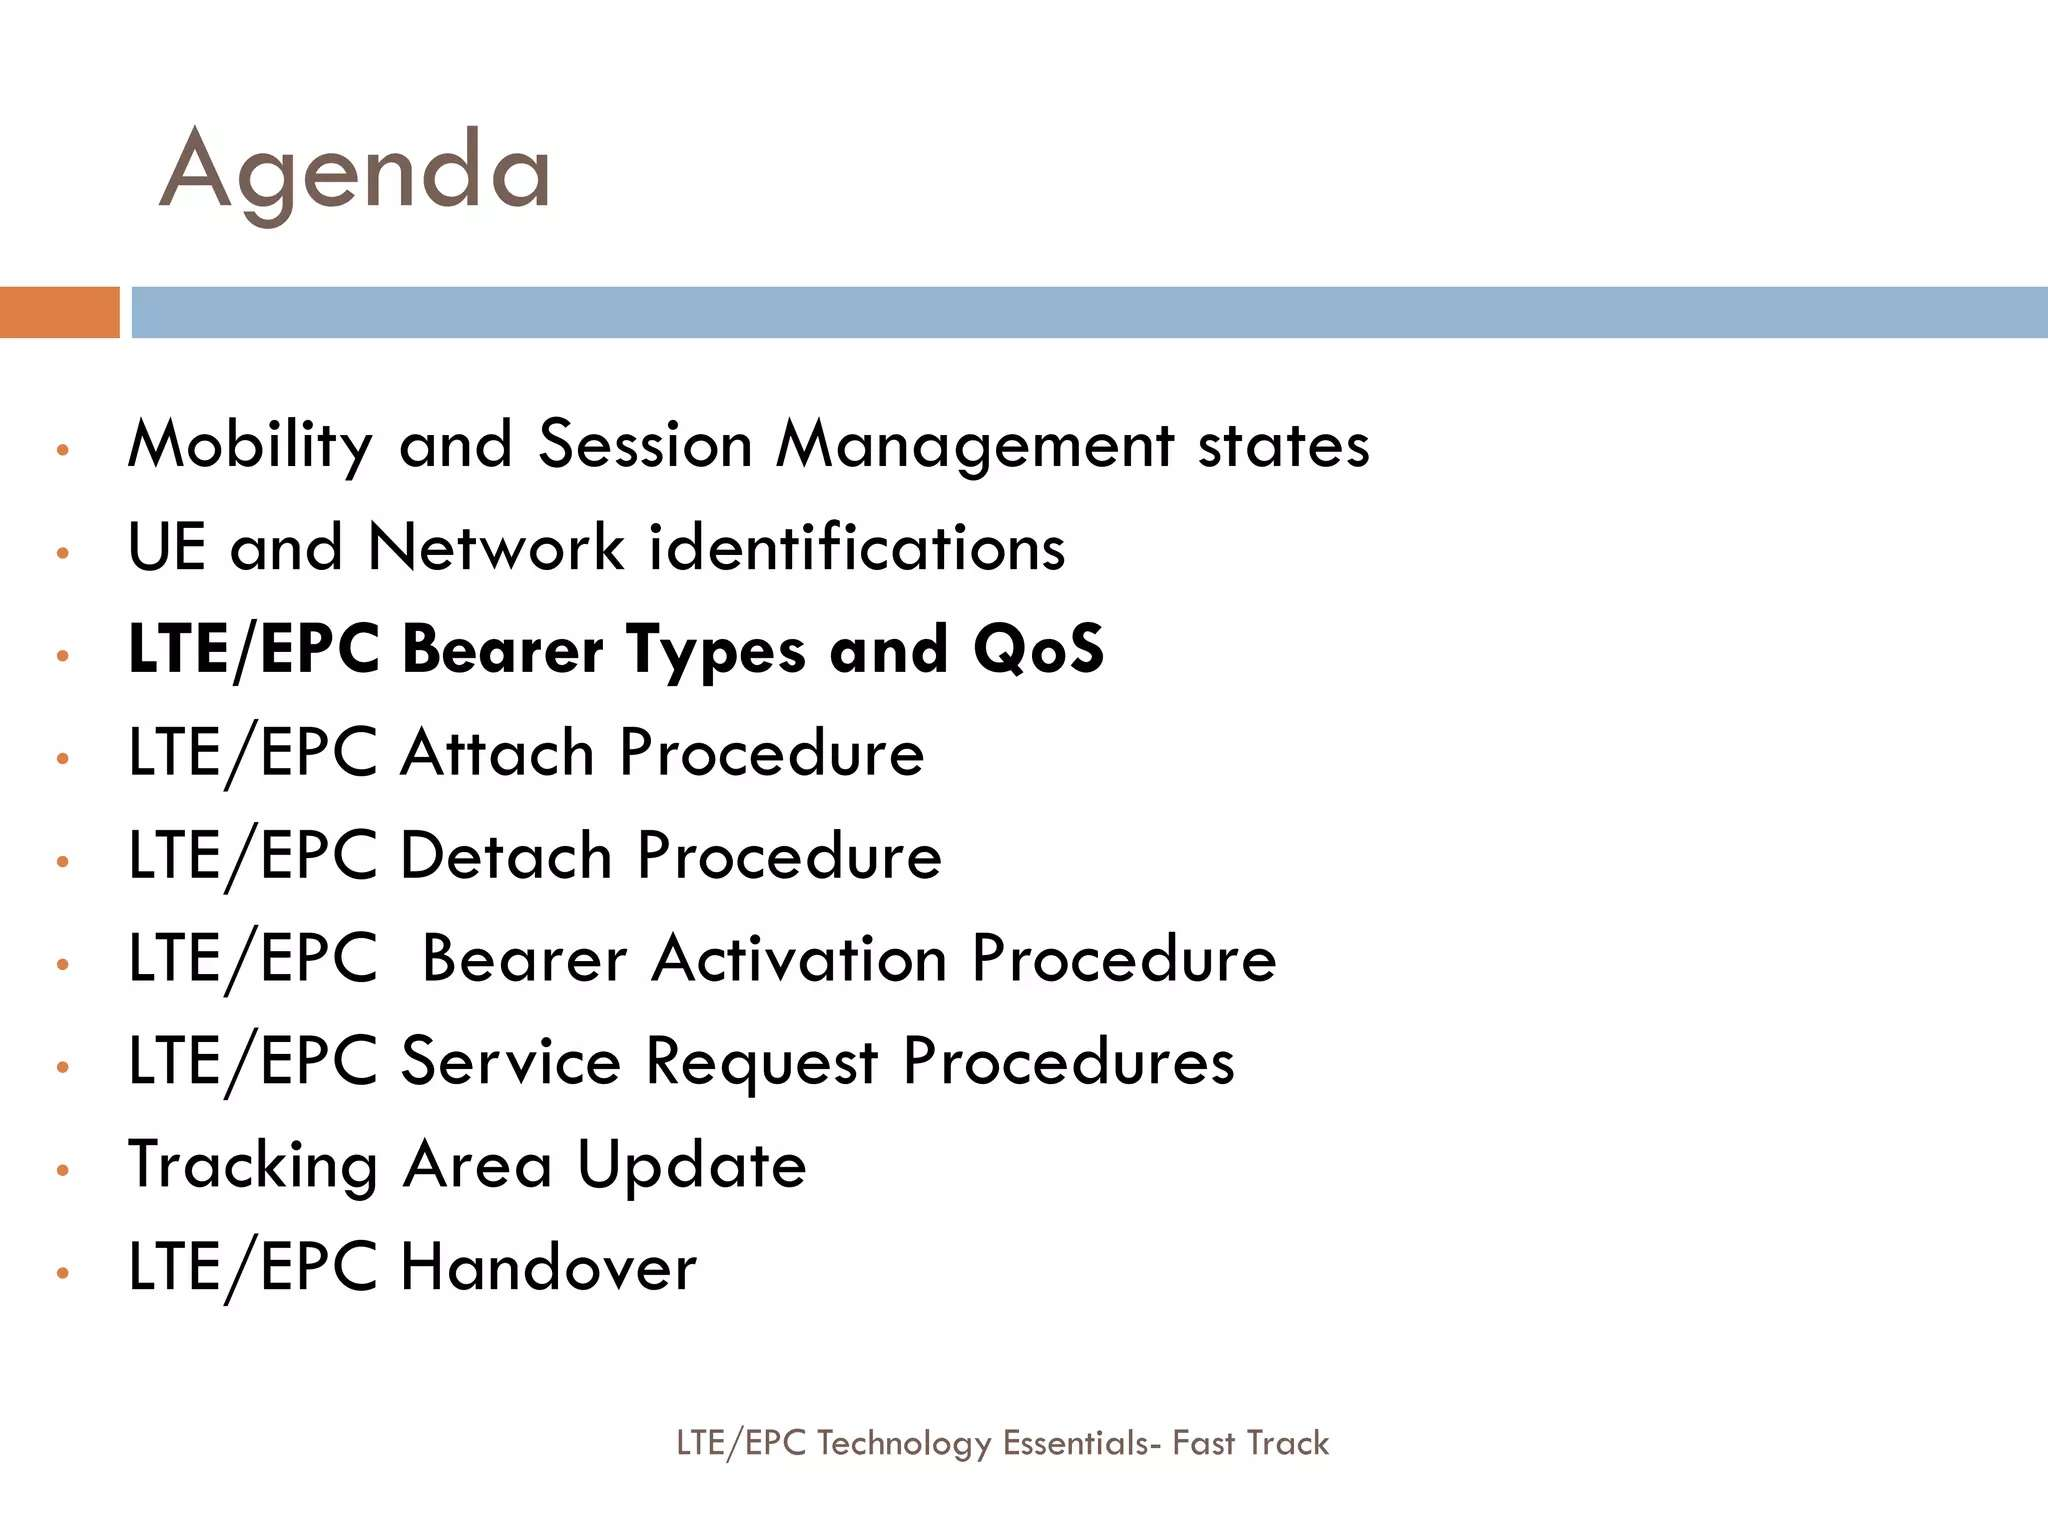 Agenda
• Mobility and Session Management states
• UE and Network identifications
• LTE/EPC Bearer Types and QoS
• LTE/EPC Attach Procedure
• LTE/EPC Detach Procedure
• LTE/EPC  Bearer Activation Procedure
• LTE/EPC Service Request Procedures
• Tracking Area Update
• LTE/EPC Handover
LTE/EPC Technology Essentials- Fast Track